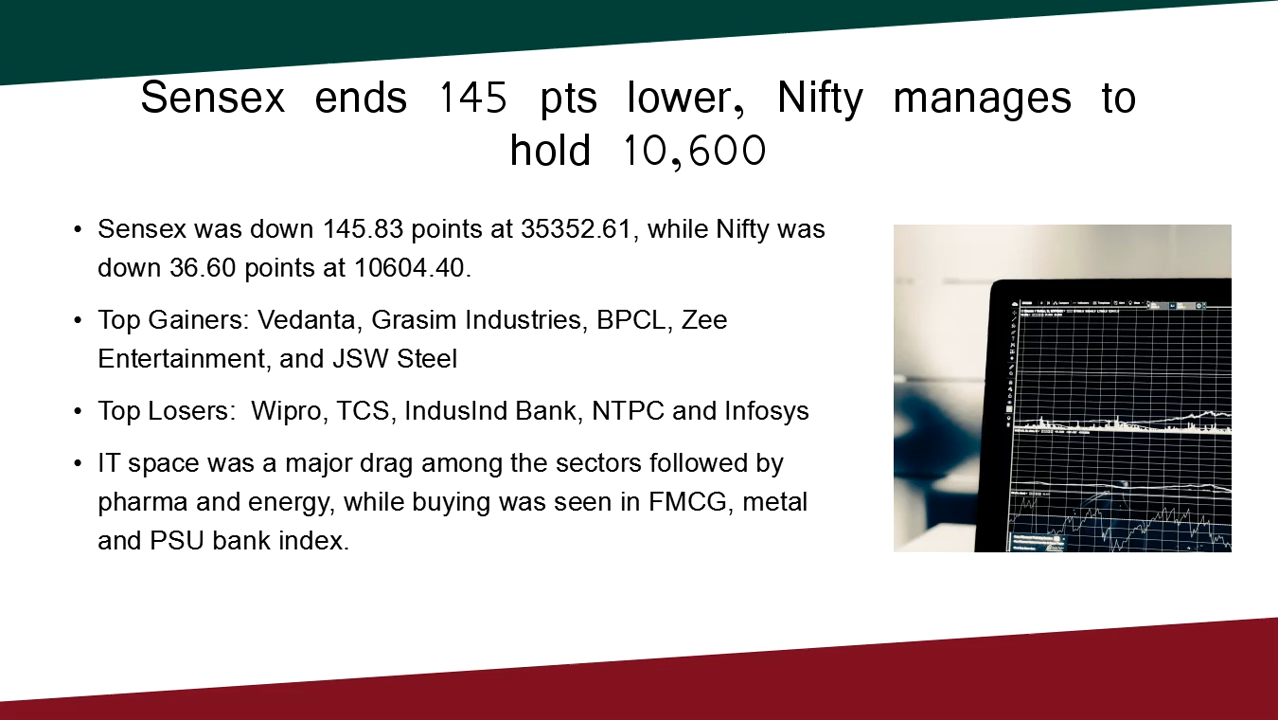 Sensex ends 145 pts lower, Nifty manages to
hold 10,600
• Sensex was down 145.83 points at 35352.61, while Nifty was
down 36.60 points at 10604.40.
• Top Gainers: Vedanta, Grasim Industries, BPCL, Zee
Entertainment, and JSW Steel
• Top Losers:  Wipro, TCS, IndusInd Bank, NTPC and Infosys
• IT space was a major drag among the sectors followed by
pharma and energy, while buying was seen in FMCG, metal
and PSU bank index.